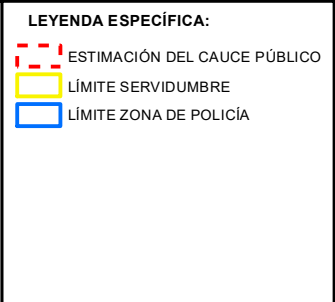 LEYENDA ESPECÍFICA:
ESTIMACIÓN DEL CAUCE PÚBLICO
LÍMITE SERVIDUMBRE
LÍMITE ZONA DE POLICÍA